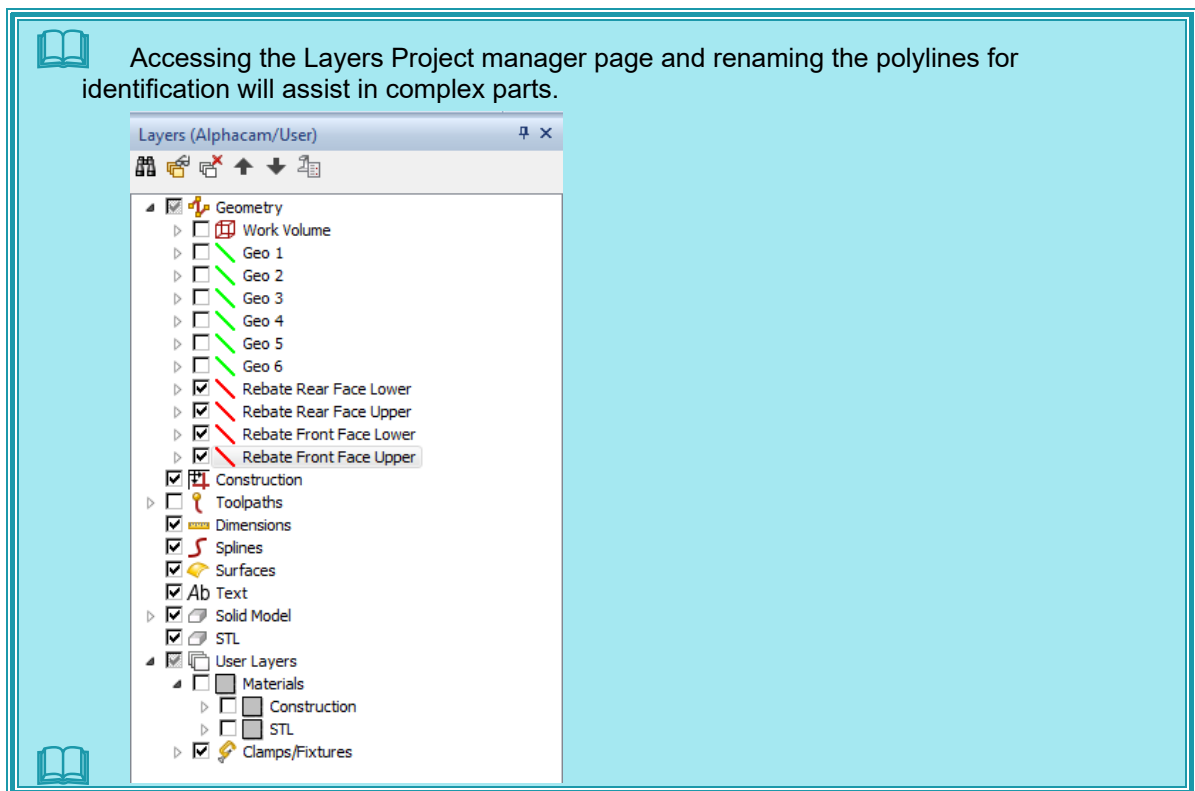 Accessing the Layers Project manager page and renaming the polylines for
identification will assist in complex parts.
Layers (Alphacam/User)
Geometry
Work Volume
Geo 1
Geo 2
Geo 3
Geo 4
Geo 5
Geo 6
Rebate Rear Face Lower
Rebate Rear Face Upper
Rebate Front Face Lower
Rebate Front Face Upper
Construction
Toolpaths
Dimensions
Splines
Surfaces
Ab Text
Solid Model
STL
User Layers
Materials
Construction
STL
Clamps/Fixtures